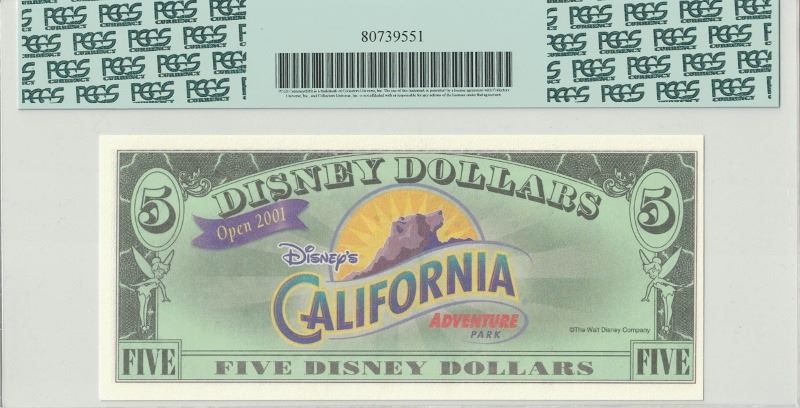 80739551
PCGS CURRENCY
5 DISNEY DOLLARS 5
Open 2001
Disney's
CALIFORNIA
ADVENTURE
PARK
©The Walt Disney Company
FIVE FIVE DISNEY DOLLARS FIVE